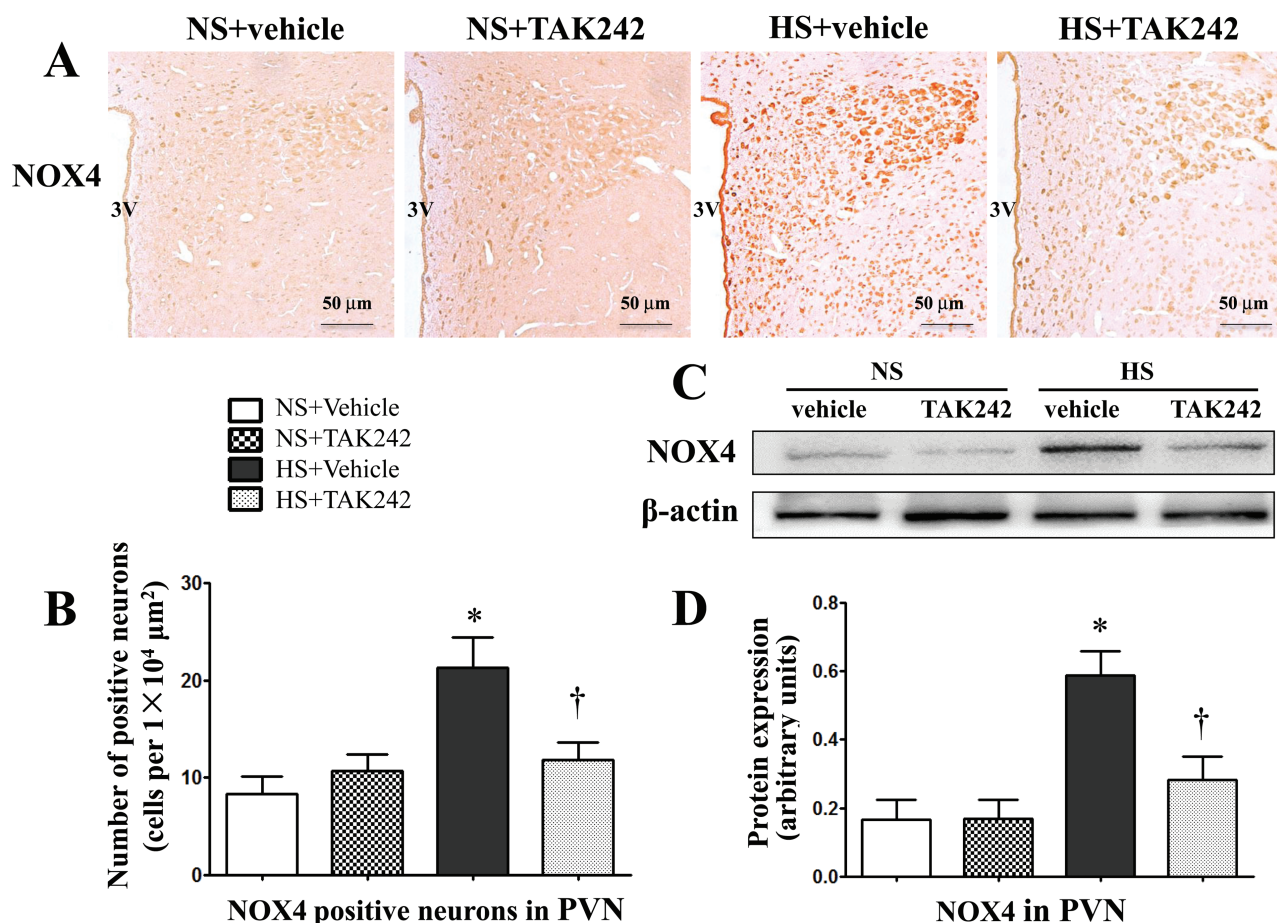 NS+vehicle NS+TAK242 HS+vehicle HS+TAK242
A
NOX4
3V 3V 3V 3V
50 μm 50 μm 50 μm 50 μm
NS+Vehicle
NS+TAK242
HS+Vehicle
HS+TAK242
C
NS HS
vehicle TAK242 vehicle TAK242
NOX4
β-actin
B
Number of positive neurons
(cells per 1×10⁴ μm²)
30
20
10
0
*
†
NOX4 positive neurons in PVN
D
Protein expression
(arbitrary units)
0.8
0.6
0.4
0.2
0.0
*
†
NOX4 in PVN